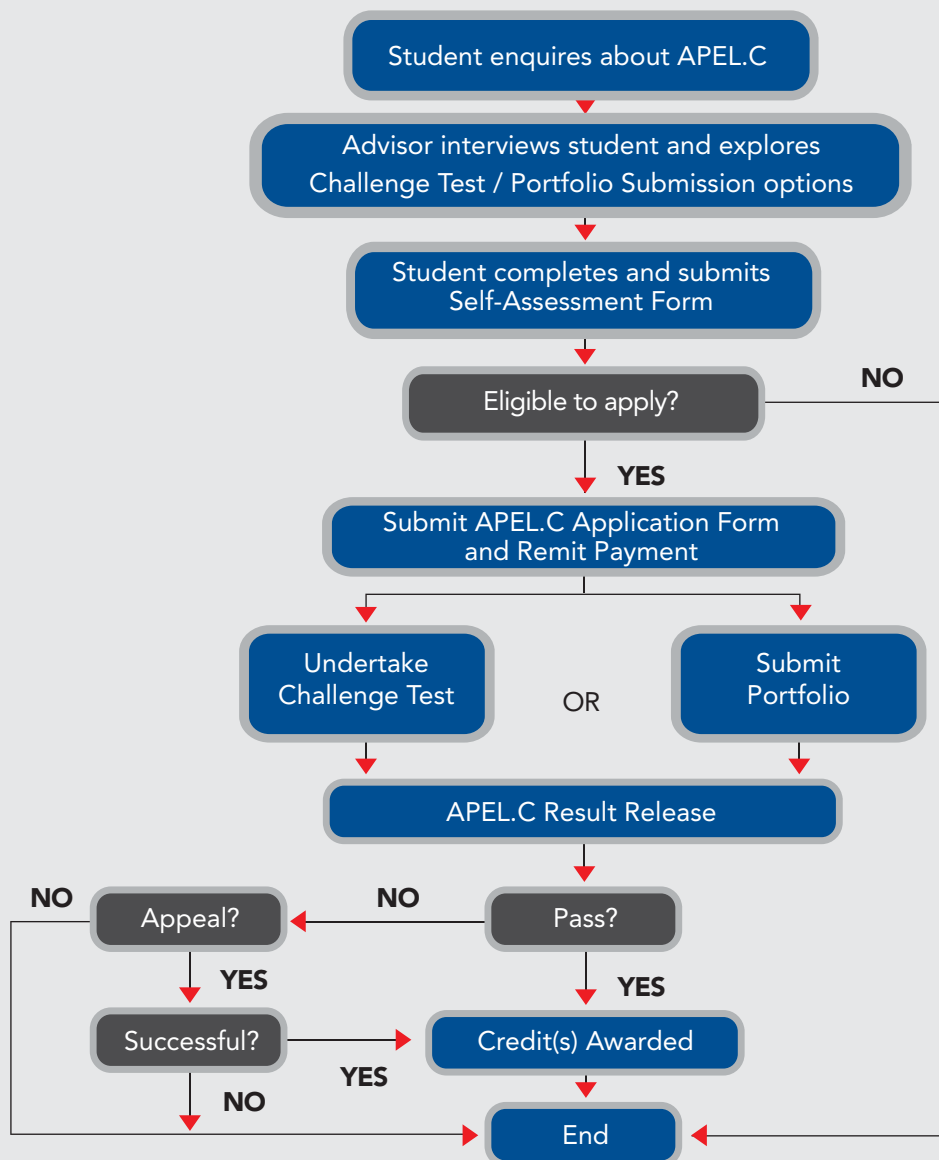 Student enquires about APEL.C
Advisor interviews student and explores
Challenge Test / Portfolio Submission options
Student completes and submits
Self-Assessment Form
Eligible to apply?
NO
YES
Submit APEL.C Application Form
and Remit Payment
Undertake
Challenge Test
OR
Submit
Portfolio
APEL.C Result Release
NO
Appeal?
NO
Pass?
YES
YES
Successful?
YES
Credit(s) Awarded
NO
End